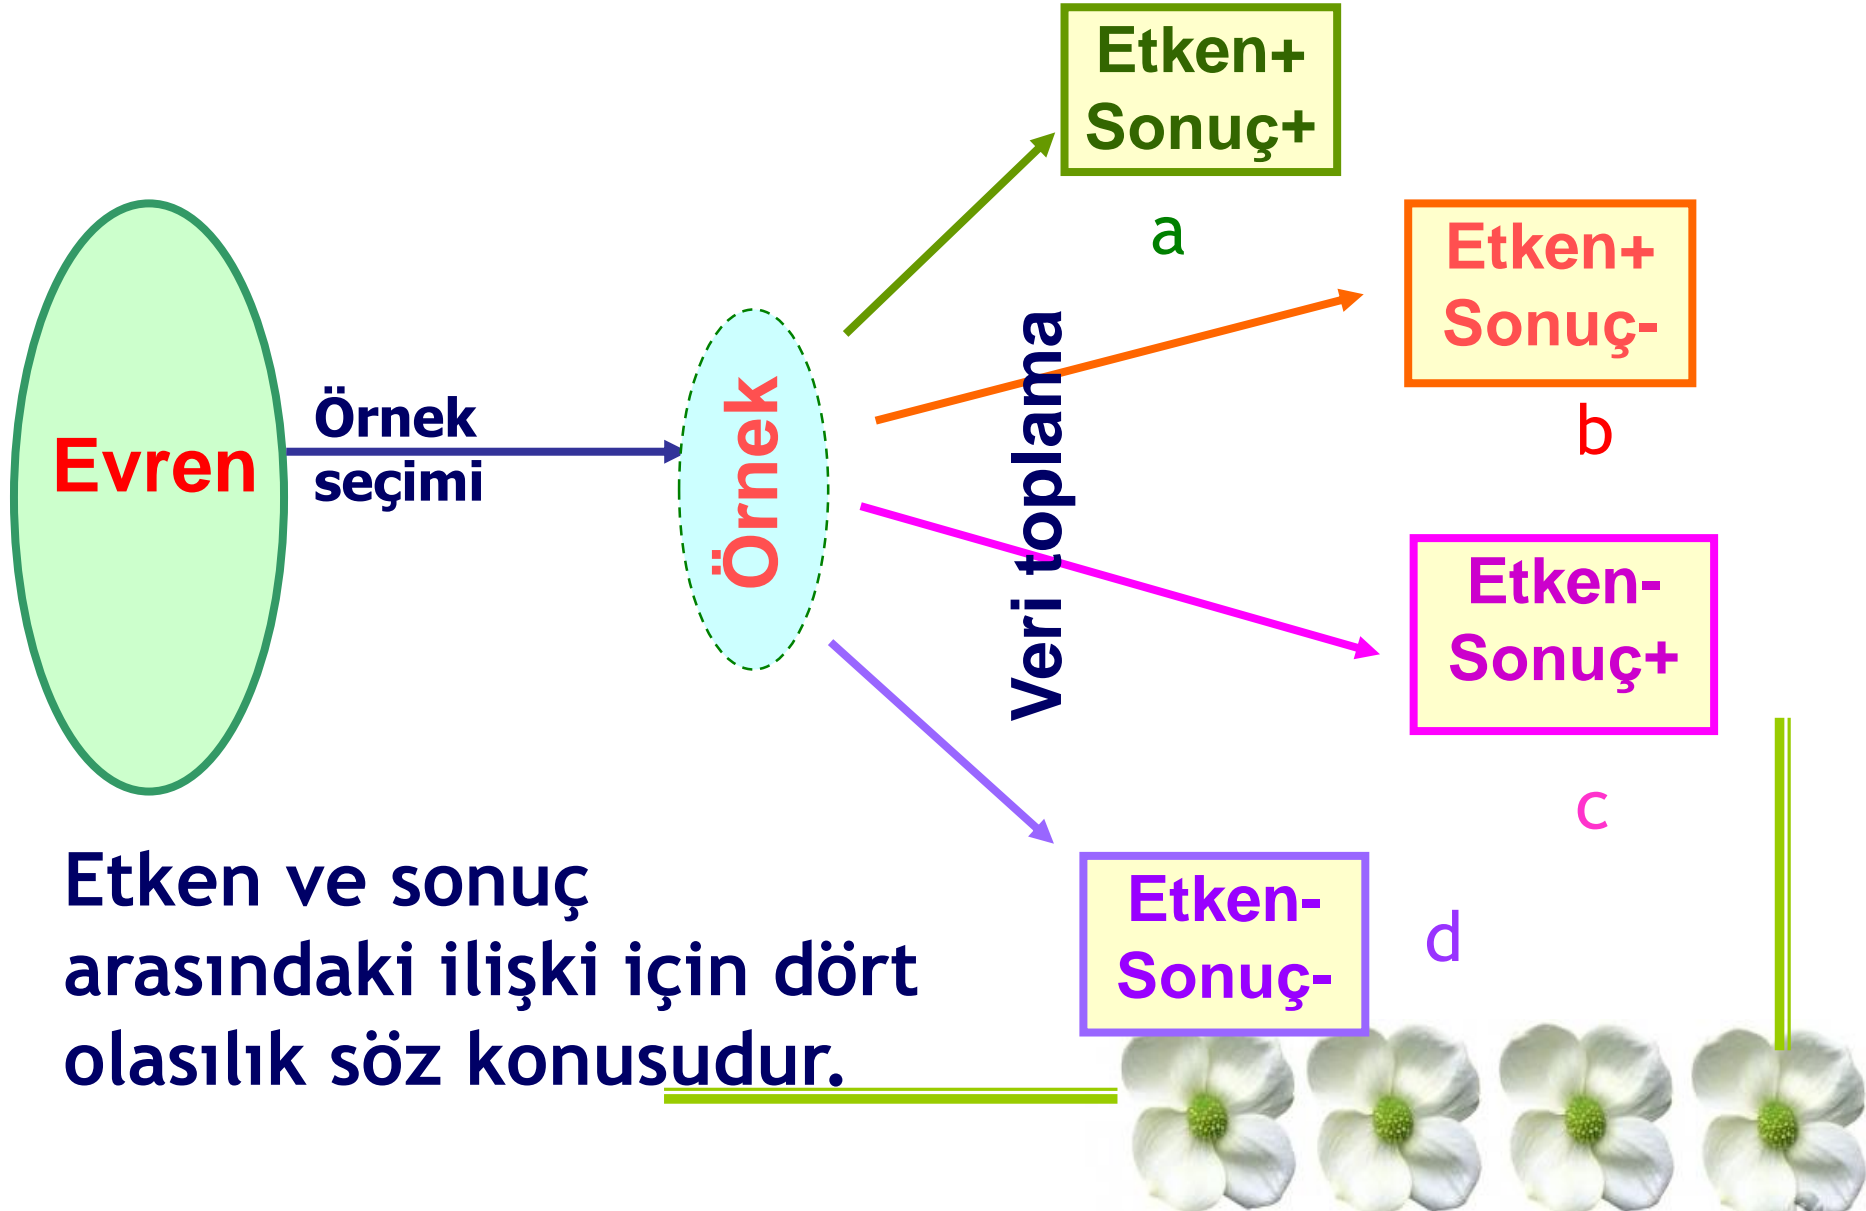 Etken+
Sonuç+
a
Etken+
Sonuç-
b
Evren
Örnek
seçimi
Örnek
Veri toplama
Etken-
Sonuç+
c
Etken-
Sonuç-
d
Etken ve sonuç
arasındaki ilişki için dört
olasılık söz konusudur.